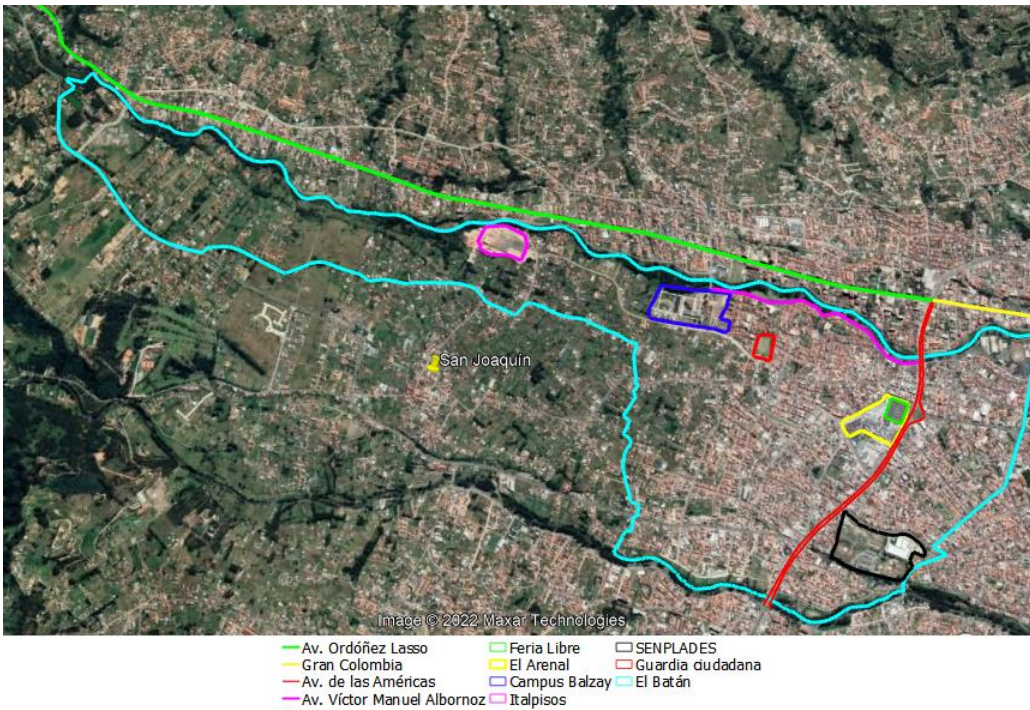 San Joaquín
Image © 2022 Maxar Technologies
Av. Ordóñez Lasso
Gran Colombia
Av. de las Américas
Av. Víctor Manuel Albornoz
Feria Libre
El Arenal
Campus Balzay
Italpisos
SENPLADES
Guardia ciudadana
El Batán